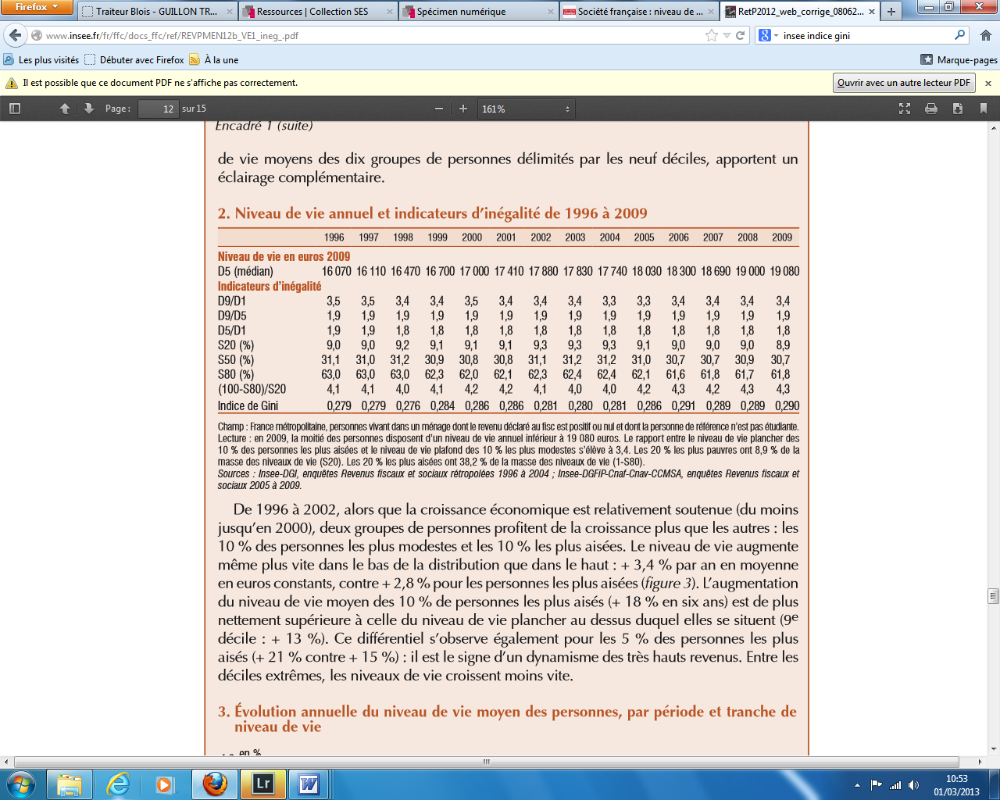 Firefox
Traiteur Blois - GUILLON TR...
Ressources | Collection SES
Spécimen numérique
Société française : niveau de ...
RetP2012_web_corrige_08062...
www.insee.fr/fr/ffc/docs_ffc/ref/REVPMEN12b_VE1_ineg_.pdf
insee indice gini
Les plus visités
Débuter avec Firefox
À la une
Marque-pages
Il est possible que ce document PDF ne s'affiche pas correctement.
Ouvrir avec un autre lecteur PDF
Page : 12 sur 15
161%
Encadré 1 (suite)
de vie moyens des dix groupes de personnes délimités par les neuf déciles, apportent un
éclairage complémentaire.
2. Niveau de vie annuel et indicateurs d'inégalité de 1996 à 2009
1996 1997 1998 1999 2000 2001 2002 2003 2004 2005 2006 2007 2008 2009
Niveau de vie en euros 2009
D5 (médian) 16 070 16 110 16 470 16 700 17 000 17 410 17 880 17 830 17 740 18 030 18 300 18 690 19 000 19 080
Indicateurs d'inégalité
D9/D1 3,5 3,5 3,4 3,4 3,5 3,4 3,4 3,4 3,3 3,3 3,4 3,4 3,4 3,4
D9/D5 1,9 1,9 1,9 1,9 1,9 1,9 1,9 1,9 1,9 1,9 1,9 1,9 1,9 1,9
D5/D1 1,9 1,9 1,8 1,8 1,8 1,8 1,8 1,8 1,8 1,8 1,8 1,8 1,8 1,8
S20 (%) 9,0 9,0 9,2 9,1 9,1 9,1 9,3 9,3 9,3 9,1 9,0 9,0 9,0 8,9
S50 (%) 31,1 31,0 31,2 30,9 30,8 30,8 31,1 31,2 31,2 31,0 30,7 30,7 30,9 30,7
S80 (%) 63,0 63,0 63,0 62,3 62,0 62,1 62,3 62,4 62,4 62,1 61,6 61,8 61,7 61,8
(100-S80)/S20 4,1 4,1 4,0 4,1 4,2 4,2 4,1 4,0 4,0 4,2 4,3 4,2 4,3 4,3
Indice de Gini 0,279 0,279 0,276 0,284 0,286 0,286 0,281 0,280 0,281 0,286 0,291 0,289 0,289 0,290
Champ : France métropolitaine, personnes vivant dans un ménage dont le revenu déclaré au fisc est positif ou nul et dont la personne de référence n'est pas étudiante.
Lecture : en 2009, la moitié des personnes disposent d'un niveau de vie annuel inférieur à 19 080 euros. Le rapport entre le niveau de vie plancher des
10 % des personnes les plus aisées et le niveau de vie plafond des 10 % les plus modestes s'élève à 3,4. Les 20 % les plus pauvres ont 8,9 % de la
masse des niveaux de vie (S20). Les 20 % les plus aisées ont 38,2 % de la masse des niveaux de vie (1-S80).
Sources : Insee-DGI, enquêtes Revenus fiscaux et sociaux rétropolées 1996 à 2004 ; Insee-DGFiP-Cnaf-Cnav-CCMSA, enquêtes Revenus fiscaux et
sociaux 2005 à 2009.
De 1996 à 2002, alors que la croissance économique est relativement soutenue (du moins
jusqu'en 2000), deux groupes de personnes profitent de la croissance plus que les autres : les
10 % des personnes les plus modestes et les 10 % les plus aisées. Le niveau de vie augmente
même plus vite dans le bas de la distribution que dans le haut : + 3,4 % par an en moyenne
en euros constants, contre + 2,8 % pour les personnes les plus aisées (figure 3). L'augmentation
du niveau de vie moyen des 10 % de personnes les plus aisés (+ 18 % en six ans) est de plus
nettement supérieure à celle du niveau de vie plancher au dessus duquel elles se situent (9e
décile : + 13 %). Ce différentiel s'observe également pour les 5 % des personnes les plus
aisés (+ 21 % contre + 15 %) : il est le signe d'un dynamisme des très hauts revenus. Entre les
déciles extrêmes, les niveaux de vie croissent moins vite.
3. Évolution annuelle du niveau de vie moyen des personnes, par période et tranche de
niveau de vie
en %
Lr
W
10:53
01/03/2013